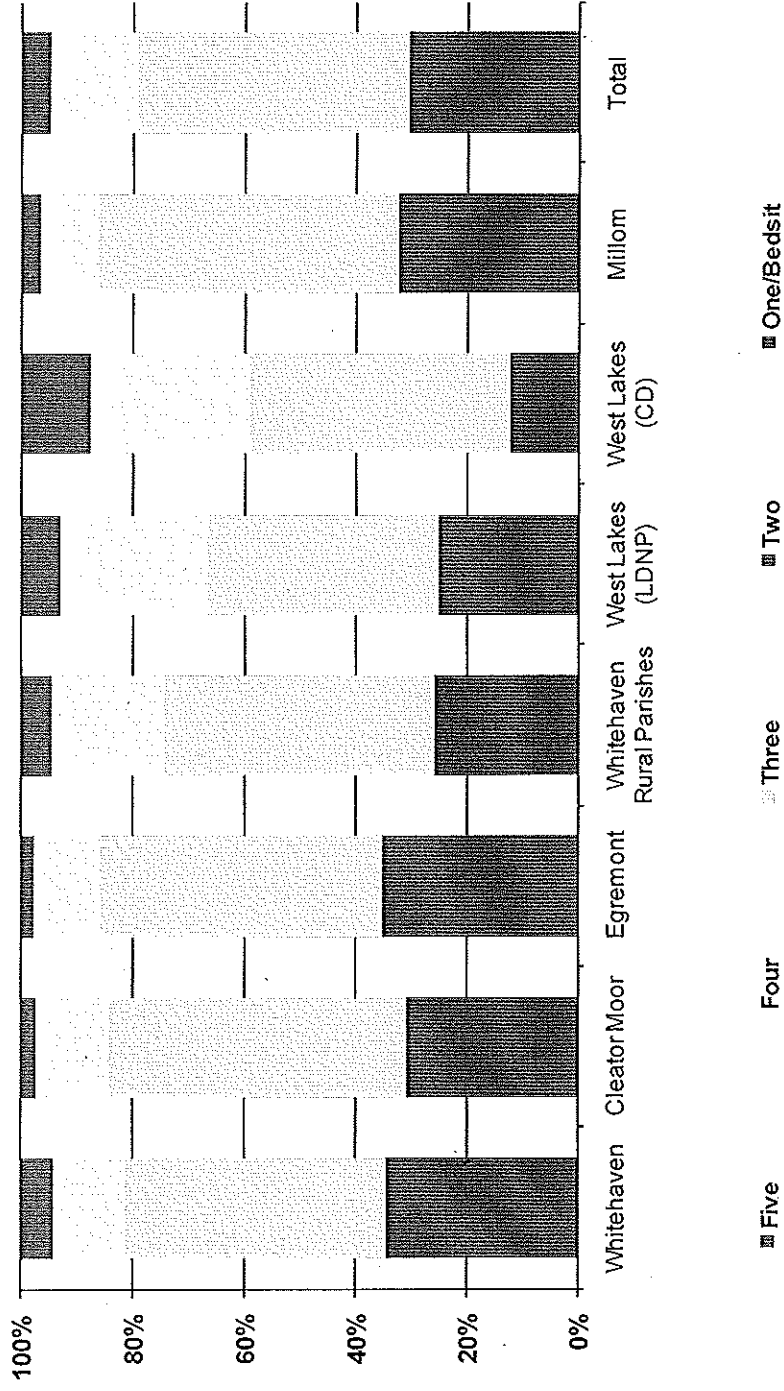 100%
80%
60%
40%
20%
0%
Whitehaven
Cleator Moor
Egremont
Whitehaven
Rural Parishes
West Lakes
(LDNP)
West Lakes
(CD)
Millom
Total
Five
Four
Three
Two
One/Bedsit